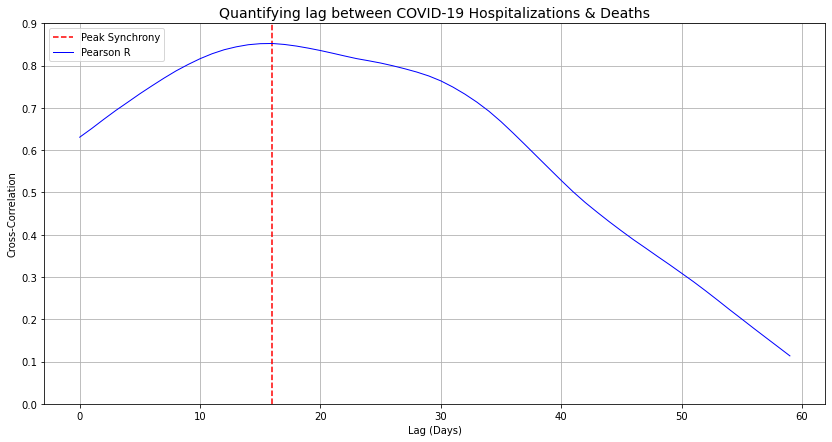 Quantifying lag between COVID-19 Hospitalizations & Deaths
Peak Synchrony
Pearson R
Cross-Correlation
0.9
0.8
0.7
0.6
0.5
0.4
0.3
0.2
0.1
0.0
0 10 20 30 40 50 60
Lag (Days)